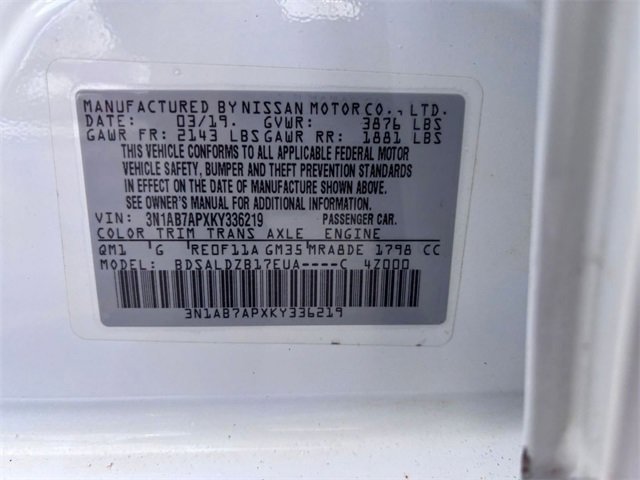 MANUFACTURED BY NISSAN MOTOR CO., LTD.
DATE: 03/19. GVWR: 3876 LBS
GAWR FR: 2143 LBS GAWR RR: 1881 LBS
THIS VEHICLE CONFORMS TO ALL APPLICABLE FEDERAL MOTOR
VEHICLE SAFETY, BUMPER AND THEFT PREVENTION STANDARDS
IN EFFECT ON THE DATE OF MANUFACTURE SHOWN ABOVE.
SEE OWNER'S MANUAL FOR ADDITIONAL INFORMATION.
VIN: 3N1AB7APXKY336219 PASSENGER CAR.
COLOR TRIM TRANS AXLE ENGINE
QM1 G RE0F11A GM35 MRA8DE 1798 CC
MODEL: BDSALDZB17EUA----C 4Z000
3N1AB7APXKY336219